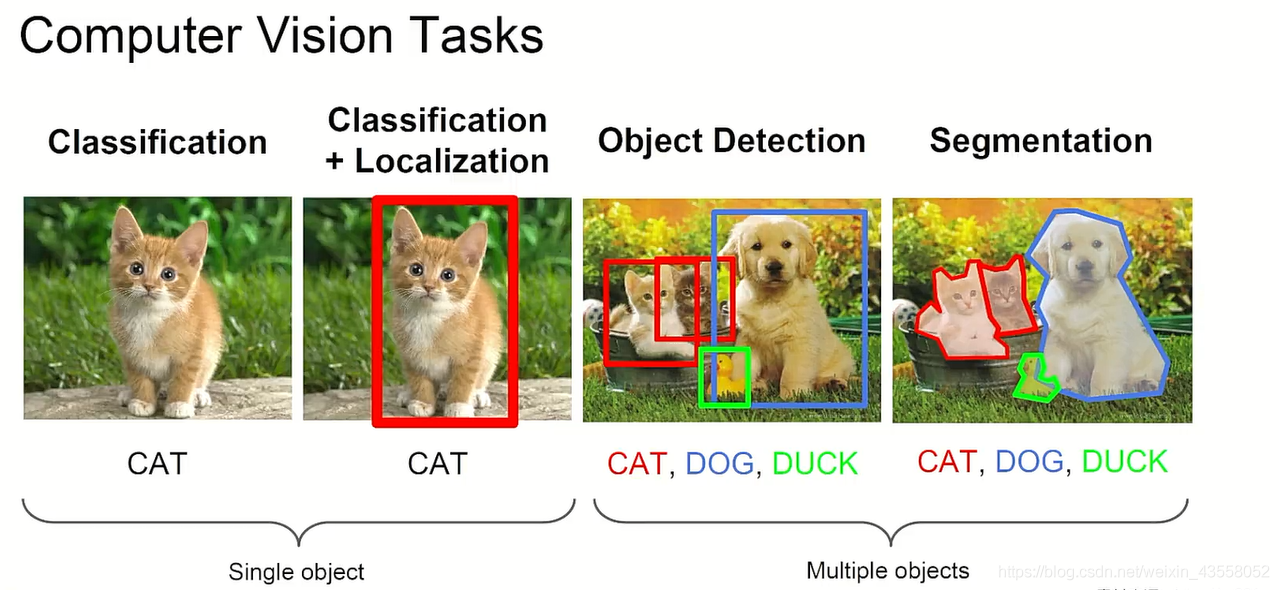 Computer Vision Tasks
Classification
Classification
+ Localization
Object Detection
Segmentation
CAT
CAT
CAT, DOG, DUCK
CAT, DOG, DUCK
Single object
Multiple objects
https://blog.csdn.net/weixin_43558052